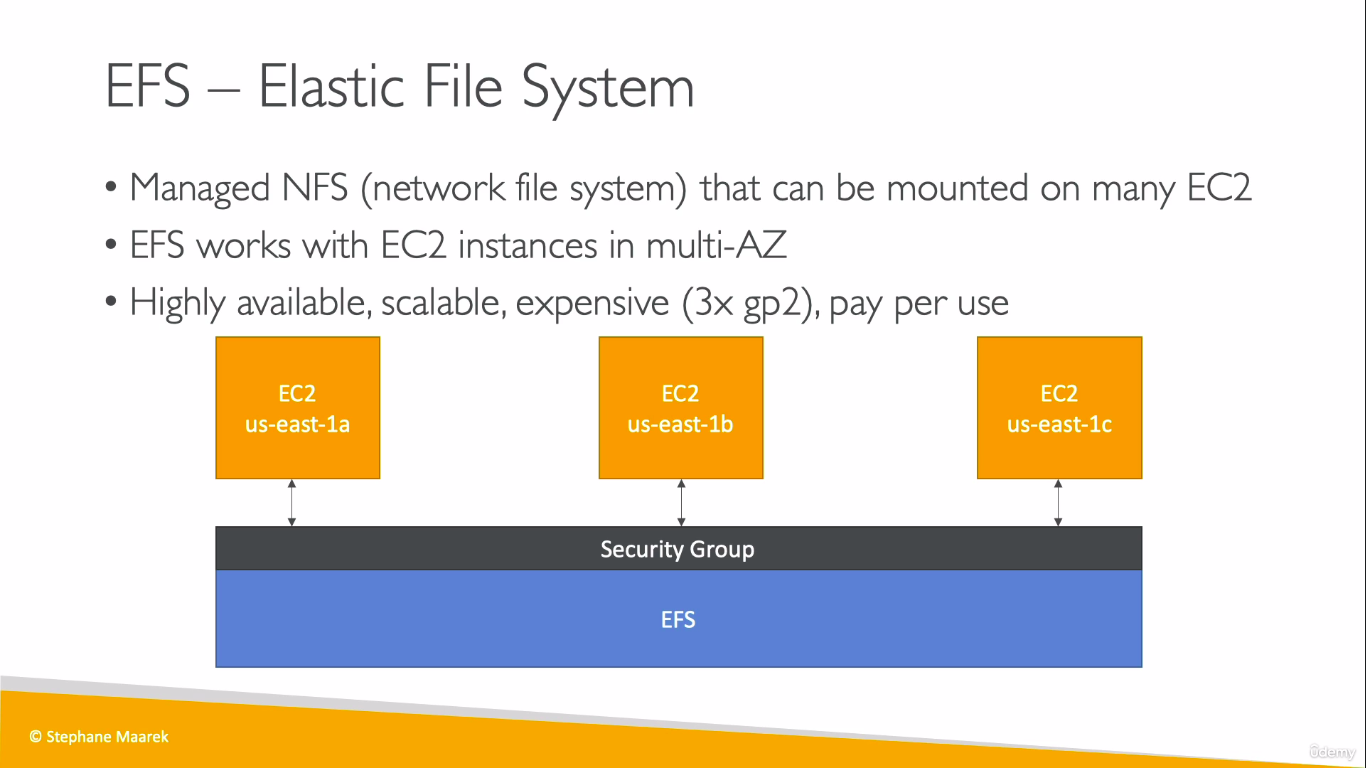 EFS – Elastic File System
• Managed NFS (network file system) that can be mounted on many EC2
• EFS works with EC2 instances in multi-AZ
• Highly available, scalable, expensive (3x gp2), pay per use
EC2
us-east-1a
EC2
us-east-1b
EC2
us-east-1c
Security Group
EFS
© Stephane Maarek
ûdemy